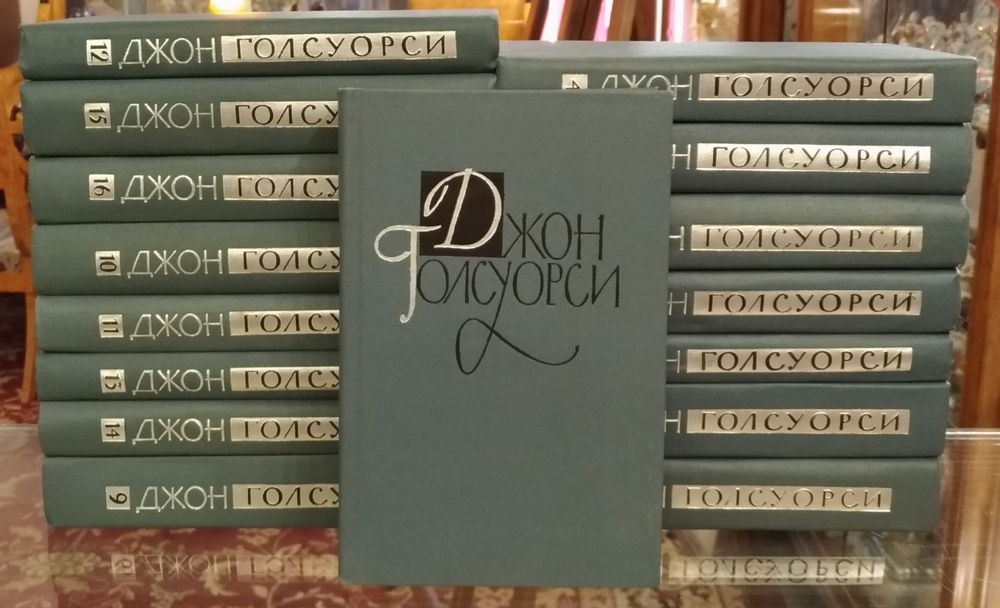 12 ДЖОН ГОЛСУОРСИ
15 ДЖОН ГОЛСУ
16 ДЖОН ГОЛСУ
10 ДЖОН ГОЛСУ
11 ДЖОН ГОЛСУ
13 ДЖОН ГОЛСУ
14 ДЖОН ГОЛСУ
9 ДЖОН ГОЛСУ
Джон
Голсуорси
4 ДЖОН ГОЛСУОРСИ
Н ГОЛСУОРСИ
Н ГОЛСУОРСИ
Н ГОЛСУОРСИ
Н ГОЛСУОРСИ
Н ГОЛСУОРСИ
ГОЛСУОРСИ